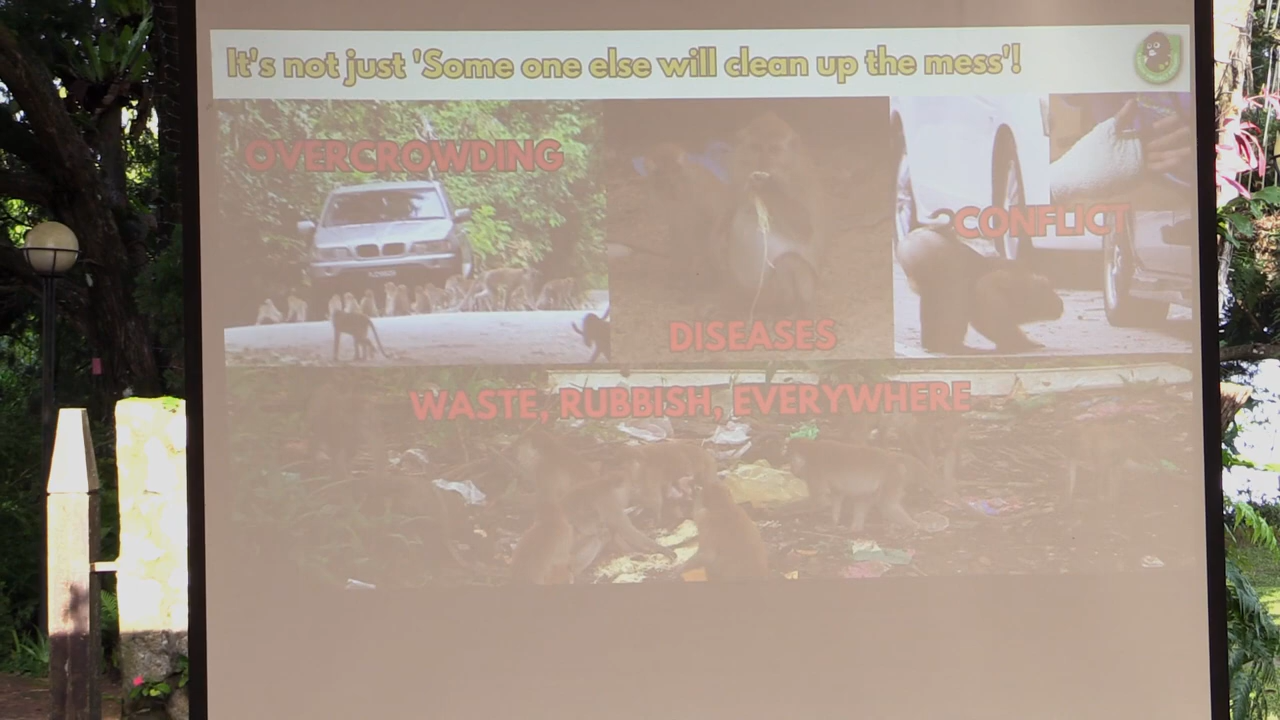 It's not just 'Some one else will clean up the mess'!
OVERCROWDING
CONFLICT
DISEASES
WASTE, RUBBISH, EVERYWHERE